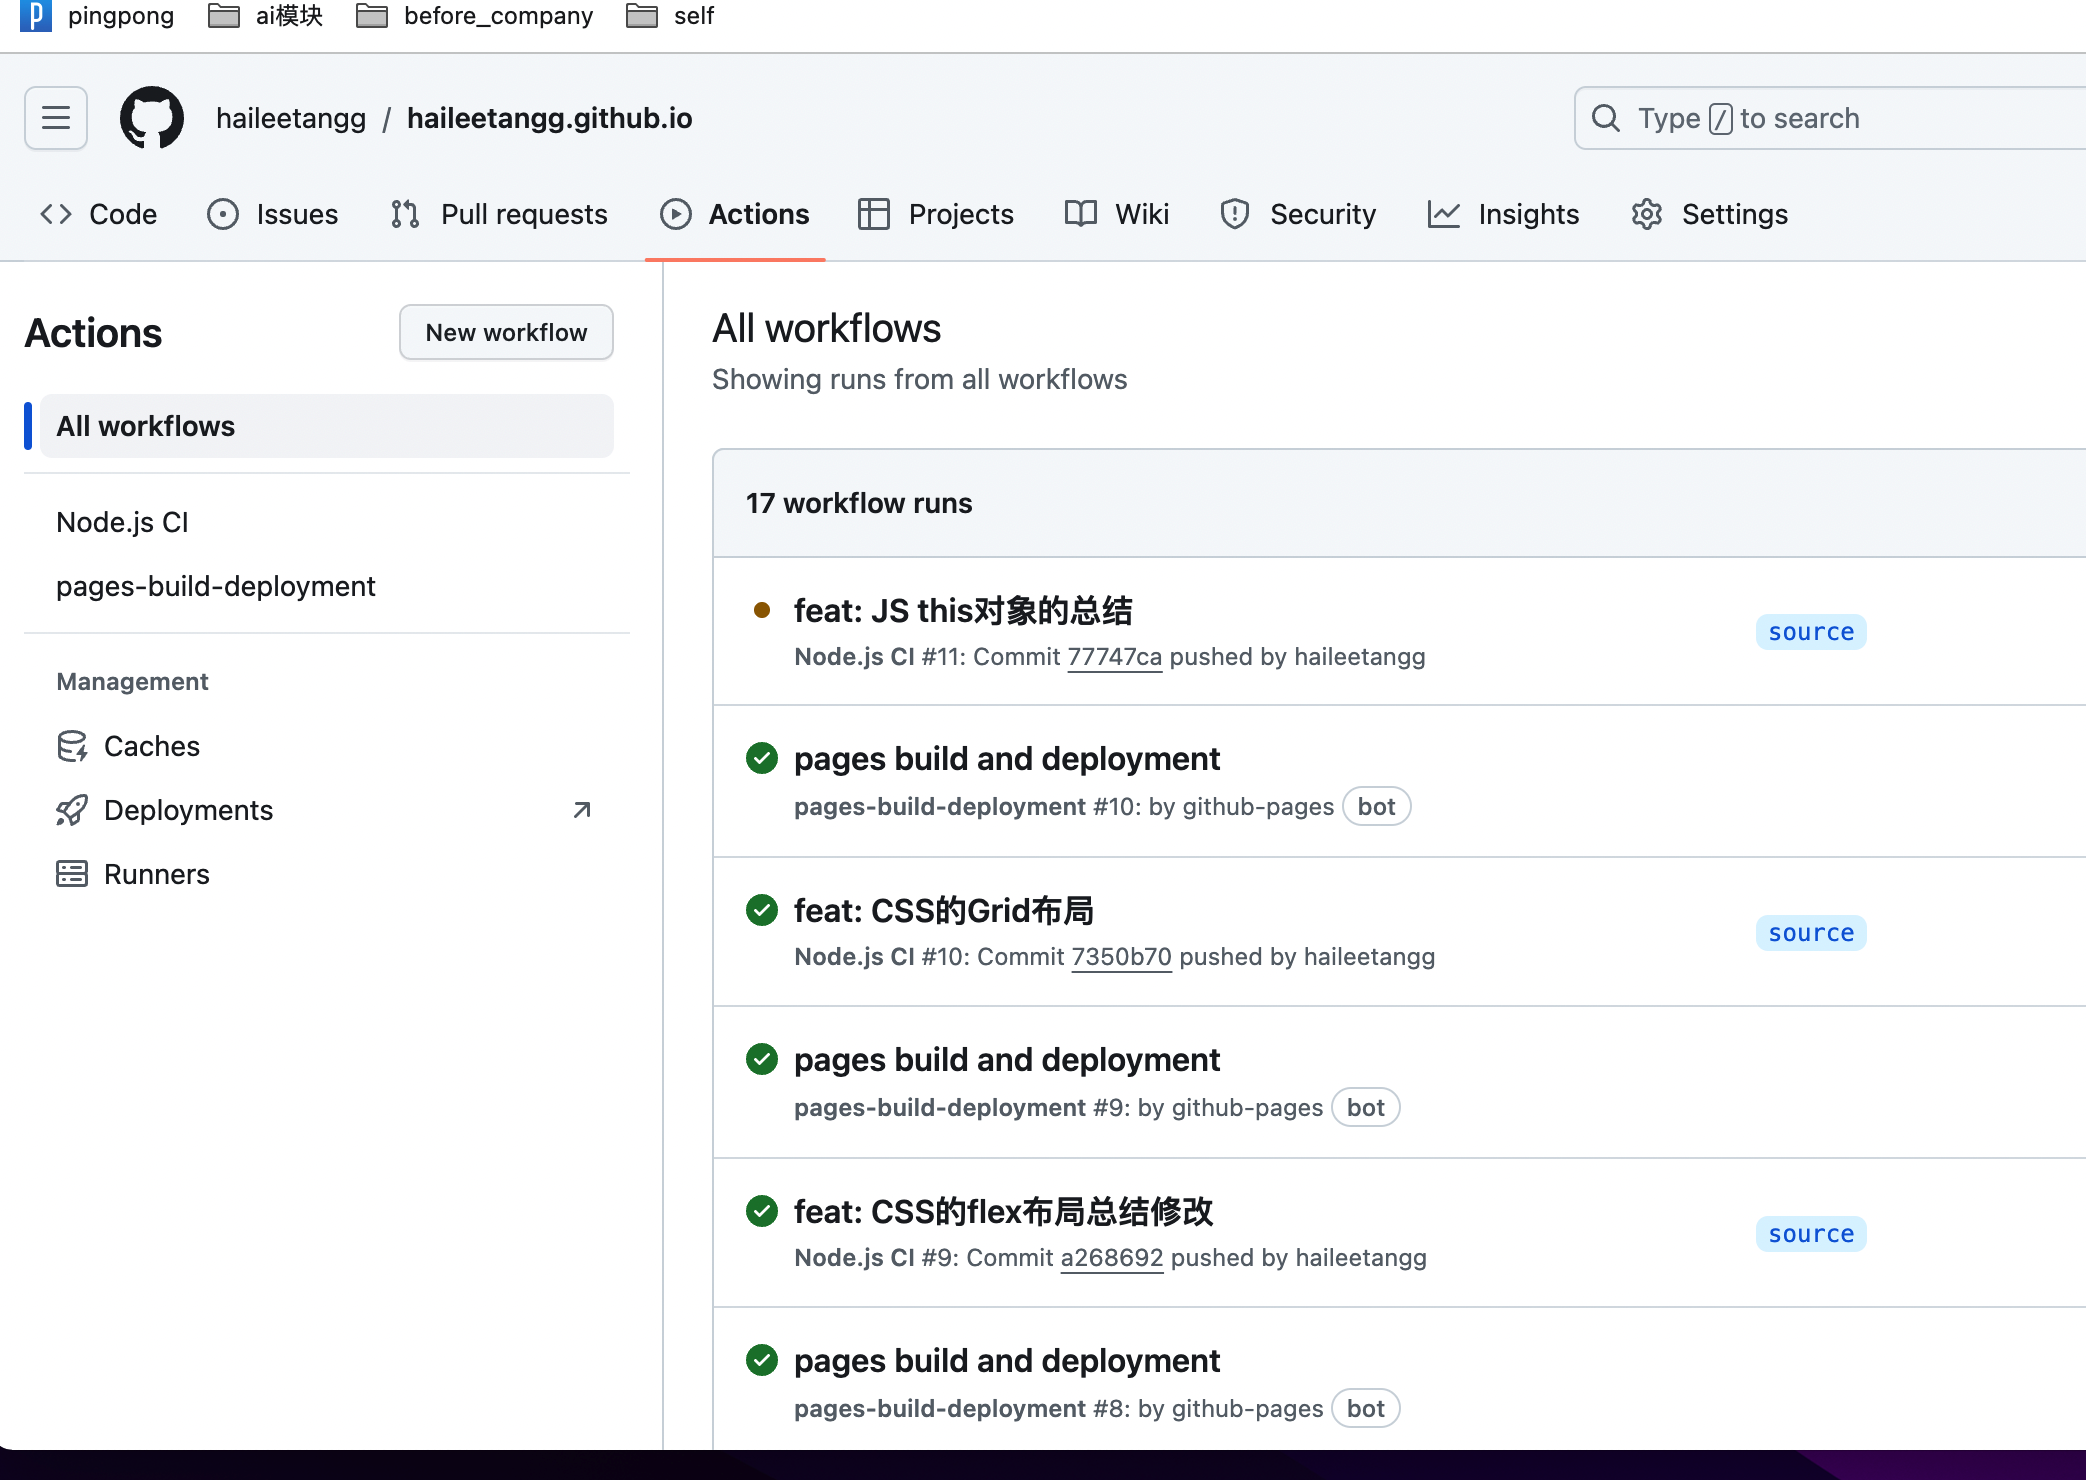 pingpong ai模块 before_company self
haileetangg / haileetangg.github.io Type / to search
Code Issues Pull requests Actions Projects Wiki Security Insights Settings
Actions New workflow
All workflows
Node.js CI
pages-build-deployment
Management
Caches
Deployments
Runners
All workflows
Showing runs from all workflows
17 workflow runs
feat: JS this对象的总结
Node.js CI #11: Commit 77747ca pushed by haileetangg
source
pages build and deployment
pages-build-deployment #10: by github-pages bot
feat: CSS的Grid布局
Node.js CI #10: Commit 7350b70 pushed by haileetangg
source
pages build and deployment
pages-build-deployment #9: by github-pages bot
feat: CSS的flex布局总结修改
Node.js CI #9: Commit a268692 pushed by haileetangg
source
pages build and deployment
pages-build-deployment #8: by github-pages bot